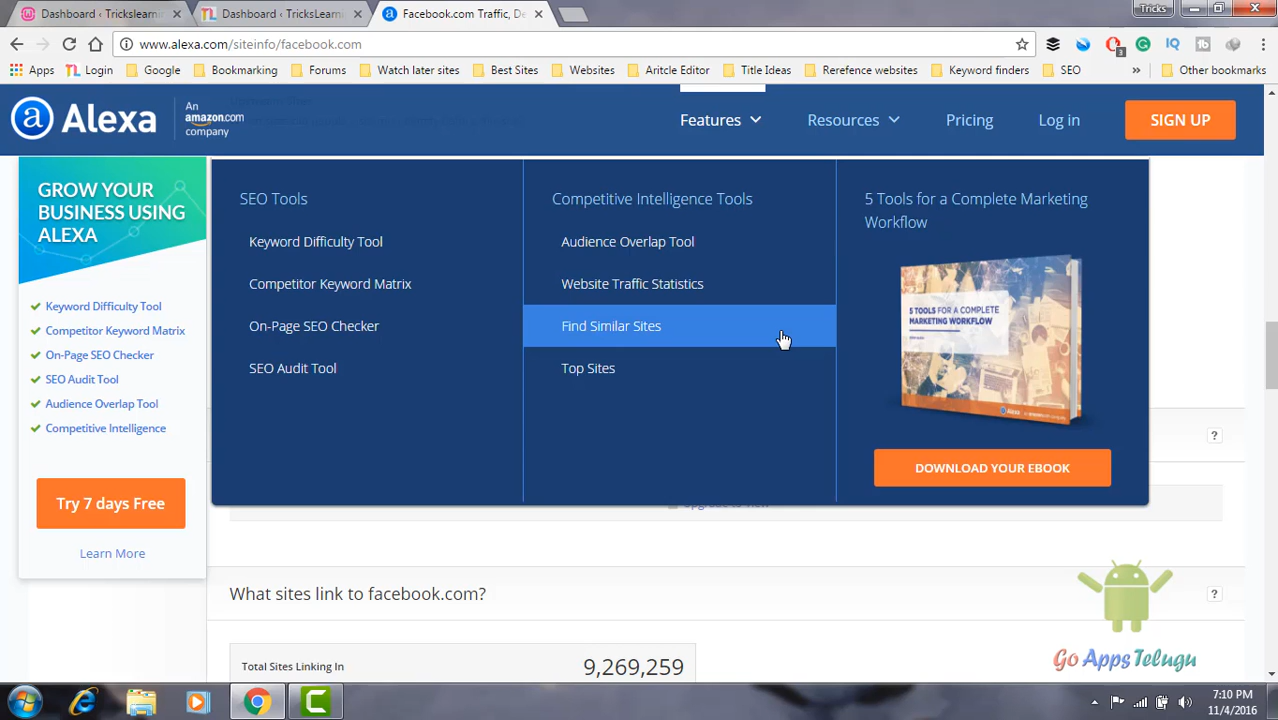 Dashboard ‹ Trickslearni
Dashboard ‹ TricksLearn
Facebook.com Traffic, De
Tricks
www.alexa.com/siteinfo/facebook.com
3
Apps
Login
Google
Bookmarking
Forums
Watch later sites
Best Sites
Websites
Aritcle Editor
Title Ideas
Rerefence websites
Keyword finders
SEO
»
Other bookmarks
a Alexa
An
amazon.com
company
Features
Resources
Pricing
Log in
SIGN UP
GROW YOUR
BUSINESS USING
ALEXA
Keyword Difficulty Tool
Competitor Keyword Matrix
On-Page SEO Checker
SEO Audit Tool
Audience Overlap Tool
Competitive Intelligence
Try 7 days Free
Learn More
SEO Tools
Keyword Difficulty Tool
Competitor Keyword Matrix
On-Page SEO Checker
SEO Audit Tool
Competitive Intelligence Tools
Audience Overlap Tool
Website Traffic Statistics
Find Similar Sites
Top Sites
5 Tools for a Complete Marketing
Workflow
5 TOOLS FOR A COMPLETE
MARKETING WORKFLOW
Alexa
DOWNLOAD YOUR EBOOK
?
What sites link to facebook.com?
?
Total Sites Linking In
9,269,259
Go Apps Telugu
7:10 PM
11/4/2016